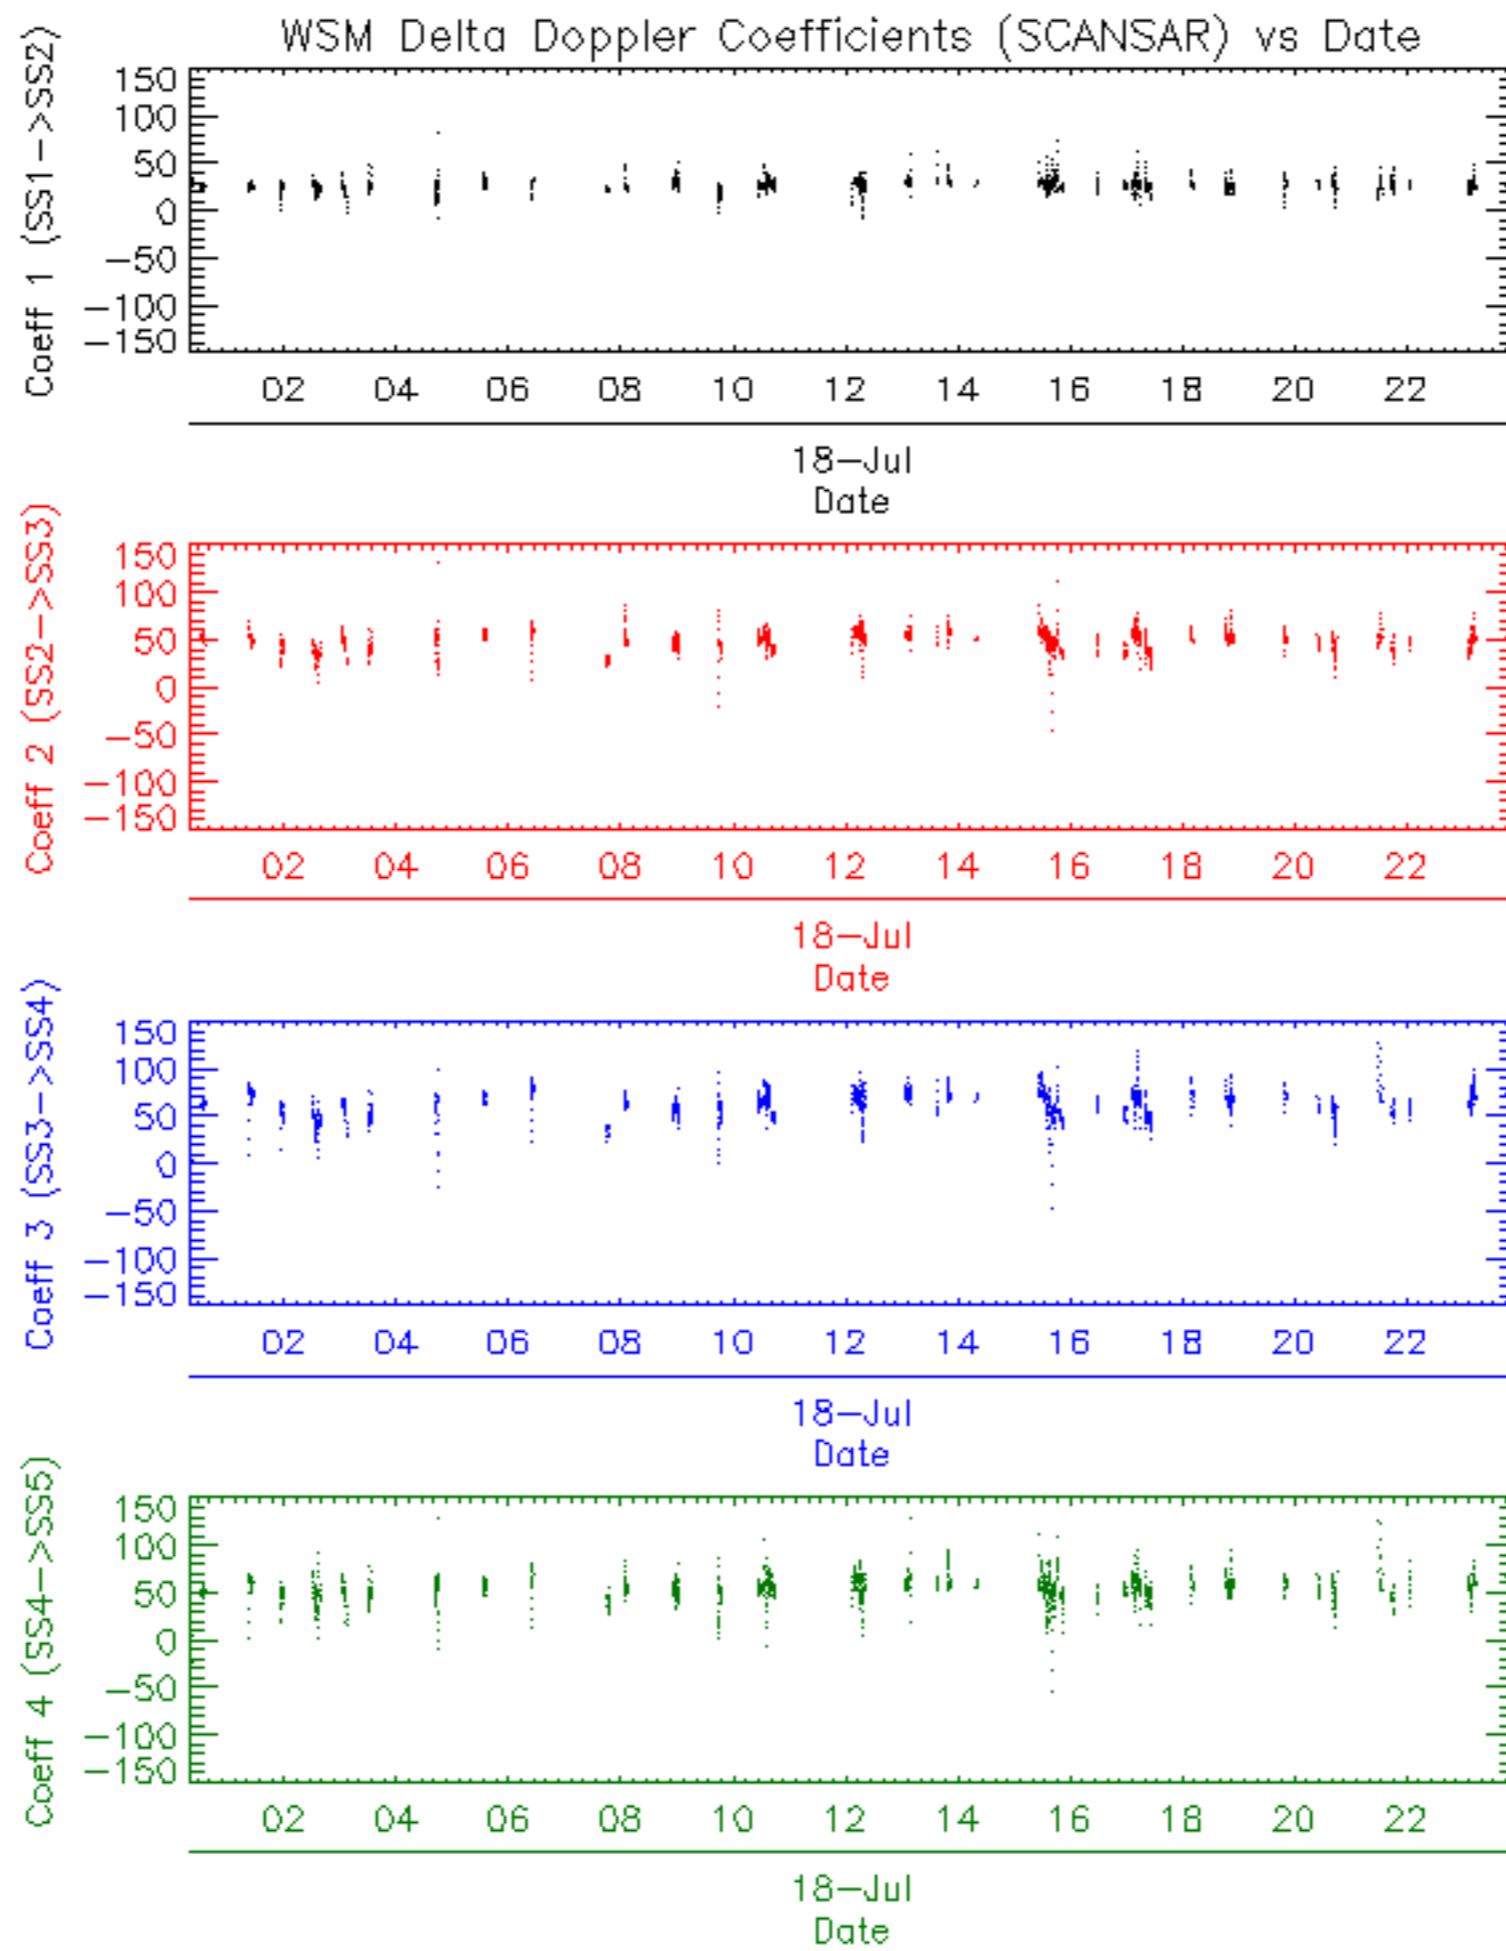 WSM Delta Doppler Coefficients (SCANSAR) vs Date
Coeff 1 (SS1->SS2)
150
100
50
0
-50
-100
-150
02 04 06 08 10 12 14 16 18 20 22
18-Jul
Date
Coeff 2 (SS2->SS3)
150
100
50
0
-50
-100
-150
02 04 06 08 10 12 14 16 18 20 22
18-Jul
Date
Coeff 3 (SS3->SS4)
150
100
50
0
-50
-100
-150
02 04 06 08 10 12 14 16 18 20 22
18-Jul
Date
Coeff 4 (SS4->SS5)
150
100
50
0
-50
-100
-150
02 04 06 08 10 12 14 16 18 20 22
18-Jul
Date